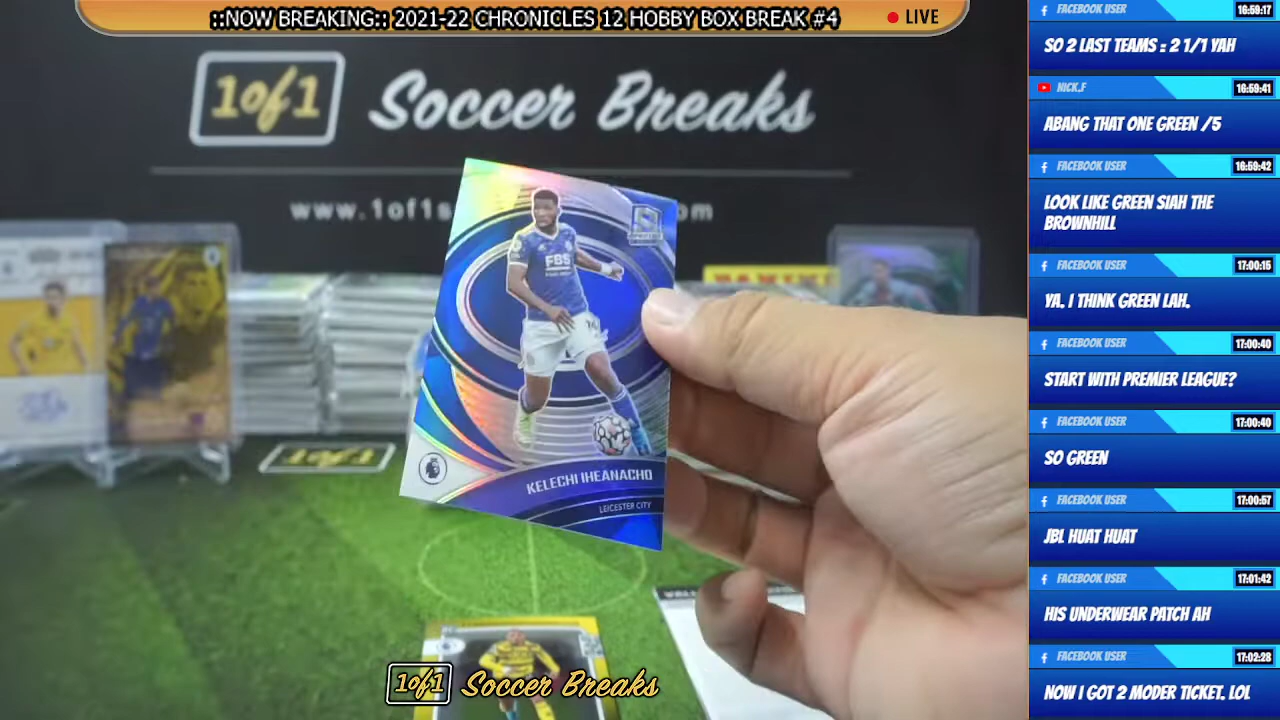 ::NOW BREAKING:: 2021-22 CHRONICLES 12 HOBBY BOX BREAK #4
LIVE
1of1 Soccer Breaks
www.1of1s
om
PANINI
FBS
KELECHI IHEANACHO
LEICESTER CITY
1of1
1of1 Soccer Breaks
FACEBOOK USER 16:59:17
SO 2 LAST TEAMS : 2 1/1 YAH
NICK.F 16:59:41
ABANG THAT ONE GREEN /5
FACEBOOK USER 16:59:42
LOOK LIKE GREEN SIAH THE
BROWNHILL
FACEBOOK USER 17:00:15
YA. I THINK GREEN LAH.
FACEBOOK USER 17:00:40
START WITH PREMIER LEAGUE?
FACEBOOK USER 17:00:40
SO GREEN
FACEBOOK USER 17:00:57
JBL HUAT HUAT
FACEBOOK USER 17:01:42
HIS UNDERWEAR PATCH AH
FACEBOOK USER 17:02:28
NOW I GOT 2 MODER TICKET. LOL